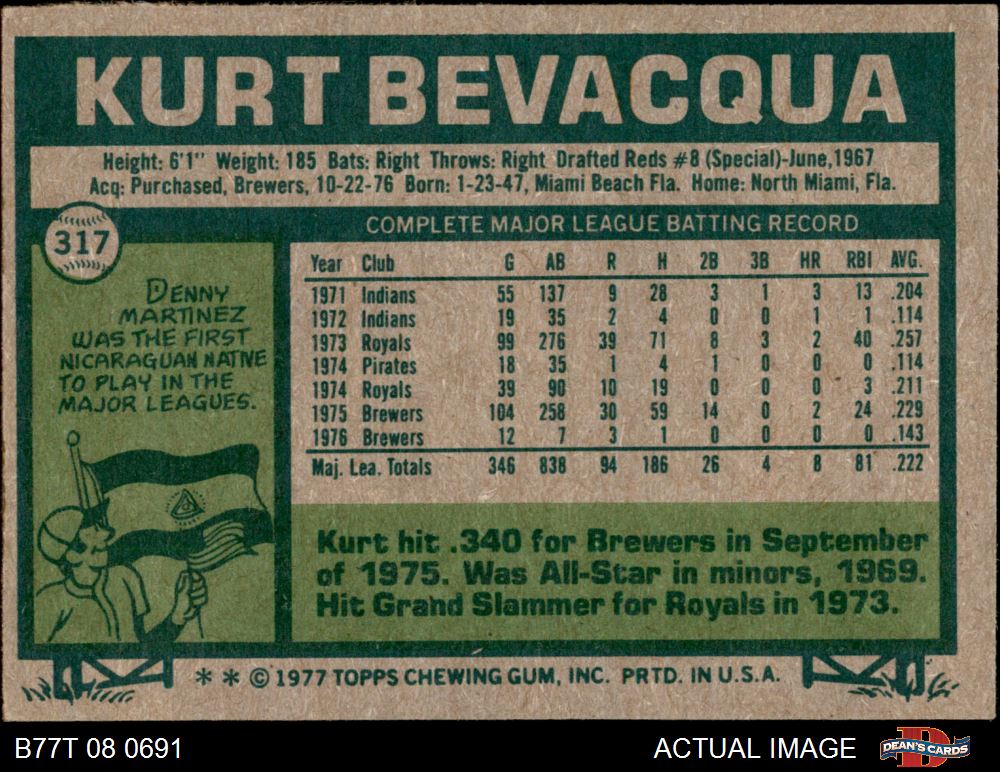 KURT BEVACQUA
Height: 6'1" Weight: 185 Bats: Right Throws: Right Drafted Reds #8 (Special)-June,1967
Acq: Purchased, Brewers, 10-22-76 Born: 1-23-47, Miami Beach Fla. Home: North Miami, Fla.
317
DENNY
MARTINEZ
WAS THE FIRST
NICARAGUAN NATIVE
TO PLAY IN THE
MAJOR LEAGUES.
COMPLETE MAJOR LEAGUE BATTING RECORD
Year Club G AB R H 2B 3B HR RBI AVG.
1971 Indians 55 137 9 28 3 1 3 13 .204
1972 Indians 19 35 2 4 0 0 1 1 .114
1973 Royals 99 276 39 71 8 3 2 40 .257
1974 Pirates 18 35 1 4 1 0 0 0 .114
1974 Royals 39 90 10 19 0 0 0 3 .211
1975 Brewers 104 258 30 59 14 0 2 24 .229
1976 Brewers 12 7 3 1 0 0 0 0 .143
Maj. Lea. Totals 346 838 94 186 26 4 8 81 .222
Kurt hit .340 for Brewers in September
of 1975. Was All-Star in minors, 1969.
Hit Grand Slammer for Royals in 1973.
* * © 1977 TOPPS CHEWING GUM, INC. PRTD. IN U.S.A.
B77T 08 0691
ACTUAL IMAGE
D
DEAN'S CARDS